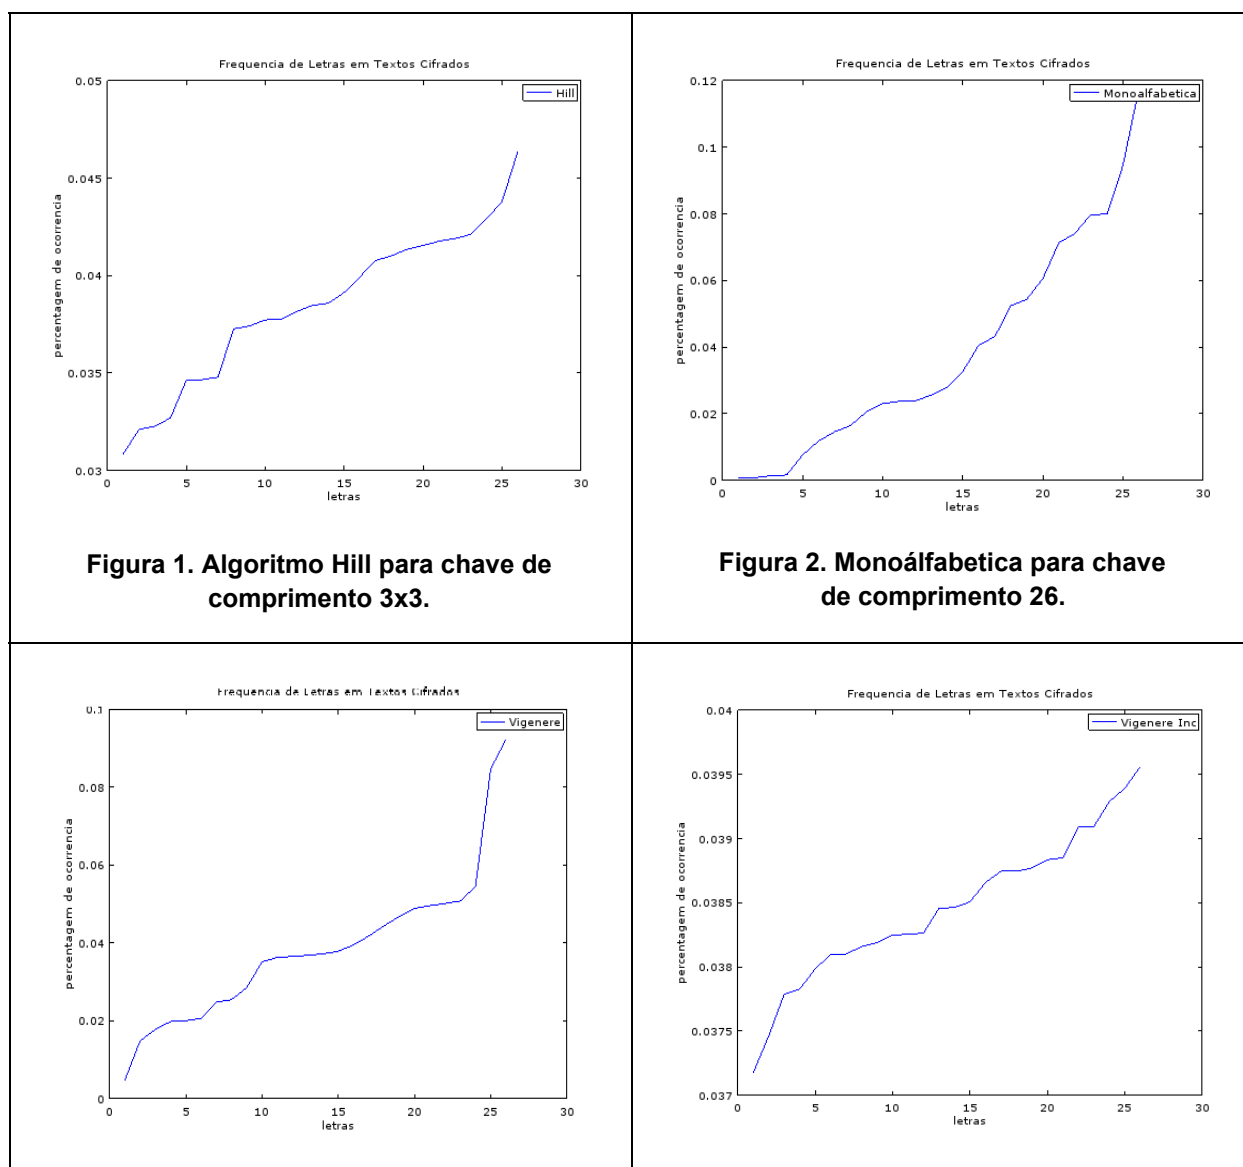 Frequencia de Letras em Textos Cifrados
0.05
Hill
0.045
0.04
0.035
0.03
percentagem de ocorrencia
0 5 10 15 20 25 30
letras
Figura 1. Algoritmo Hill para chave de
comprimento 3x3.
Frequencia de Letras em Textos Cifrados
0.12
Monoalfabetica
0.1
0.08
0.06
0.04
0.02
0
percentagem de ocorrencia
0 5 10 15 20 25 30
letras
Figura 2. Monoálfabetica para chave
de comprimento 26.
Frequencia de Letras em Textos Cifrados
0.1
Vigenere
0.08
0.06
0.04
0.02
0
percentagem de ocorrencia
0 5 10 15 20 25 30
letras
Frequencia de Letras em Textos Cifrados
0.04
Vigenere Inc
0.0395
0.039
0.0385
0.038
0.0375
0.037
percentagem de ocorrencia
0 5 10 15 20 25 30
letras